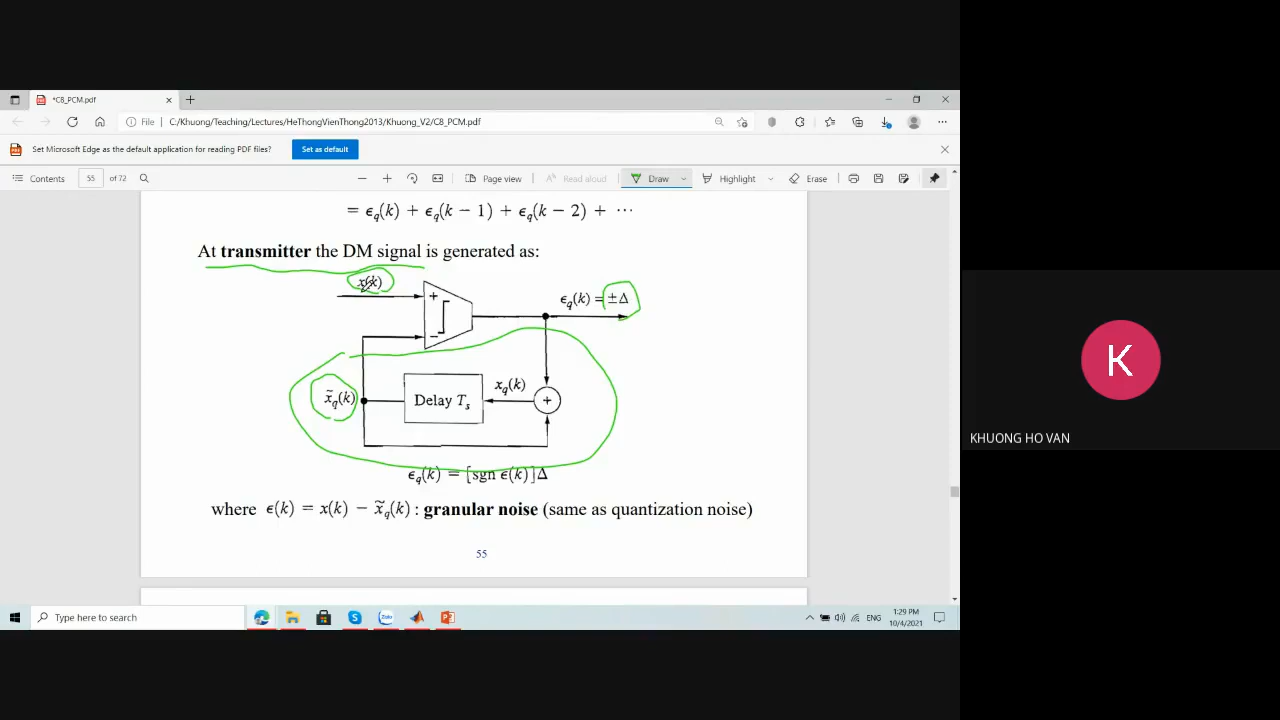 *C8_PCM.pdf
File | C:/Khuong/Teaching/Lectures/HeThongVienThong2013/Khuong_V2/C8_PCM.pdf
Set Microsoft Edge as the default application for reading PDF files? Set as default
Contents 55 of 72 Page view Read aloud Draw Highlight Erase
= ϵq(k) + ϵq(k − 1) + ϵq(k − 2) + ⋯
At transmitter the DM signal is generated as:
x(k)
+
ϵq(k) = ±Δ
−
x̃q(k)
Delay Ts
xq(k)
+
ϵq(k) = [sgn ϵ(k)]Δ
where ϵ(k) = x(k) − x̃q(k) : granular noise (same as quantization noise)
55
K
KHUONG HO VAN
Type here to search
Zalo
ENG
1:29 PM
10/4/2021